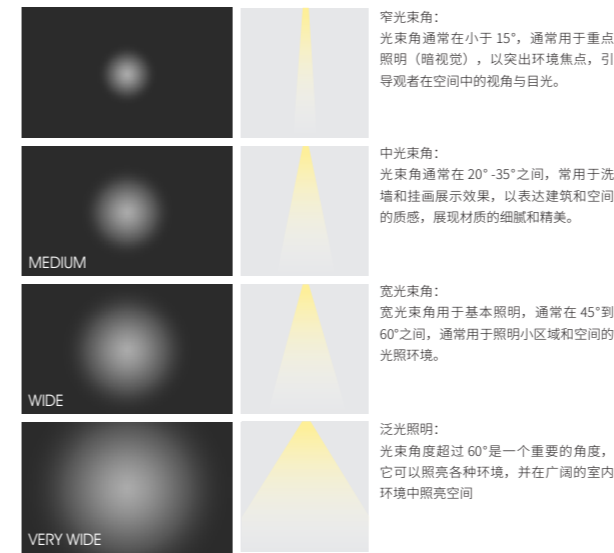 窄光束角：
光束角通常在小于 15°，通常用于重点
照明（暗视觉），以突出环境焦点，引
导观者在空间中的视角与目光。
MEDIUM
中光束角：
光束角通常在 20° -35°之间，常用于洗
墙和挂画展示效果，以表达建筑和空间
的质感，展现材质的细腻和精美。
WIDE
宽光束角：
宽光束角用于基本照明，通常在 45°到
60°之间，通常用于照明小区域和空间的
光照环境。
VERY WIDE
泛光照明：
光束角度超过 60°是一个重要的角度，
它可以照亮各种环境，并在广阔的室内
环境中照亮空间